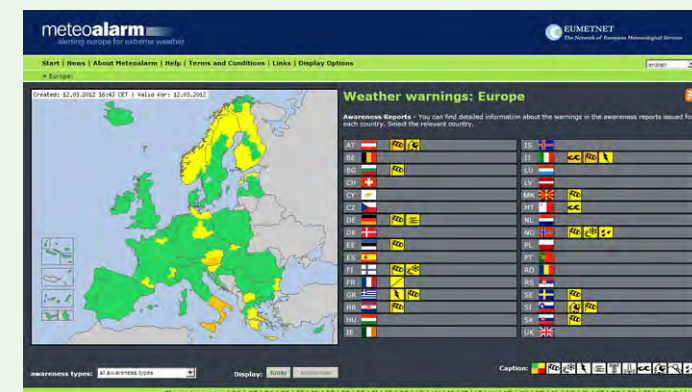 meteoalarm
alerting europe for extreme weather
EUMETNET
The Network of European Meteorological Services
Start | News | About Meteoalarm | Help | Terms and Conditions | Links | Display Options
english
» Europe:
Created: 12.03.2012 16:42 CET | Valid for: 12.03.2012
Weather warnings: Europe
Awareness Reports - You can find detailed information about the warnings in the awareness reports issued for
each country. Select the relevant country.
AT
BE
BG
CH
CY
CZ
DE
DK
EE
ES
FI
FR
GR
HR
HU
IE
IS
IT
LU
LV
MK
MT
NL
NO
PL
PT
RO
RS
SE
SI
SK
UK
awareness types:
all awareness types
Display:
today
tomorrow
Caption: